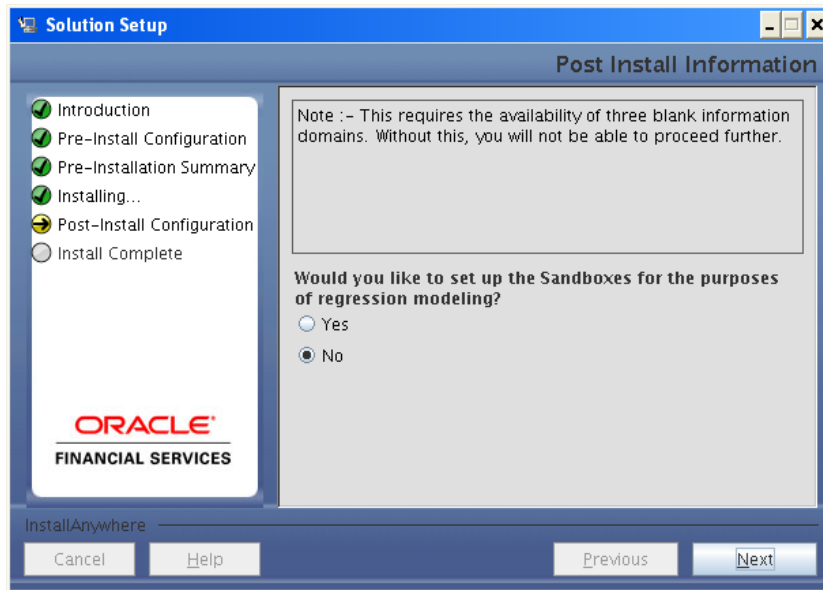 Solution Setup
Post Install Information
Introduction
Pre-Install Configuration
Pre-Installation Summary
Installing...
Post-Install Configuration
Install Complete
ORACLE
FINANCIAL SERVICES
Note :- This requires the availability of three blank information
domains. Without this, you will not be able to proceed further.
Would you like to set up the Sandboxes for the purposes
of regression modeling?
Yes
No
InstallAnywhere
Cancel
Help
Previous
Next